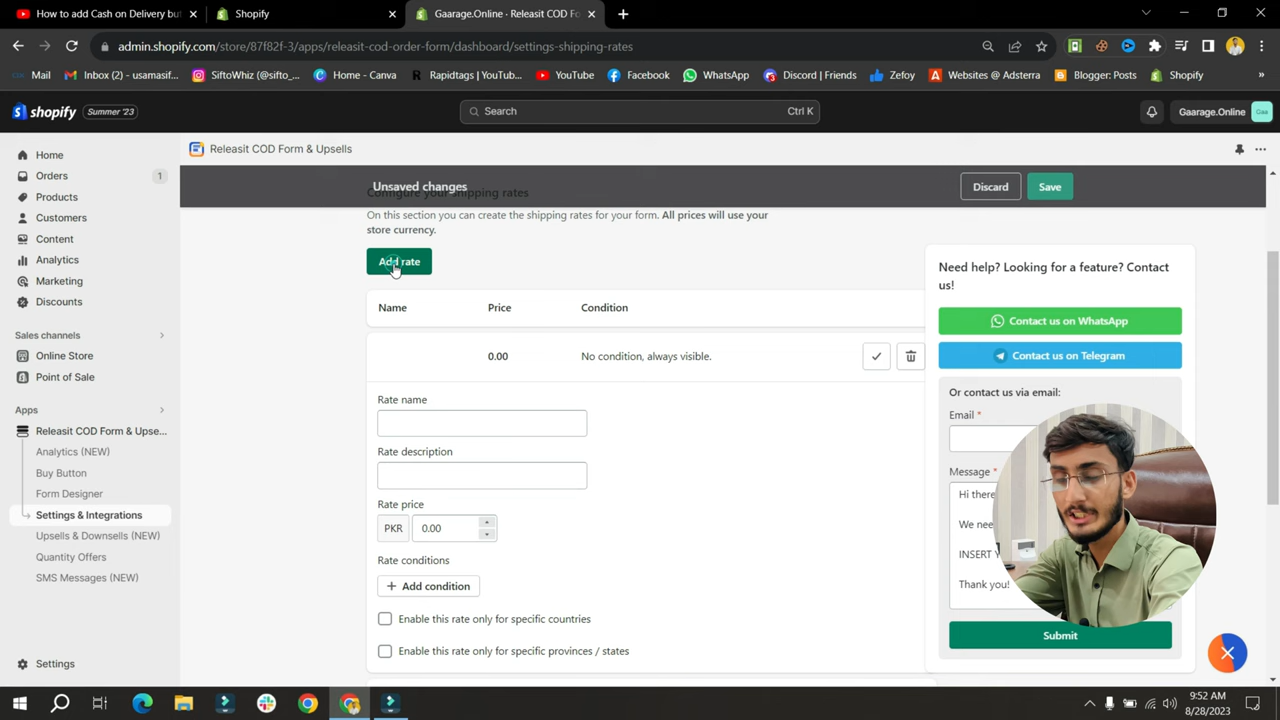 How to add Cash on Delivery but
Shopify
Gaarage.Online · Releasit COD Fo
admin.shopify.com/store/87f82f-3/apps/releasit-cod-order-form/dashboard/settings-shipping-rates
Mail
Inbox (2) - usamasif...
SiftoWhiz (@sifto_...
Home - Canva
Rapidtags | YouTub...
YouTube
Facebook
WhatsApp
Discord | Friends
Zefoy
Websites @ Adsterra
Blogger: Posts
Shopify
»
shopify
Summer '23
Search
Ctrl K
Gaarage.Online
Gaa
Home
Orders
1
Products
Customers
Content
Analytics
Marketing
Discounts
Sales channels
Online Store
Point of Sale
Apps
Releasit COD Form & Upse...
Analytics (NEW)
Buy Button
Form Designer
Settings & Integrations
Upsells & Downsells (NEW)
Quantity Offers
SMS Messages (NEW)
Settings
Releasit COD Form & Upsells
Unsaved changes
Discard
Save
Configure your shipping rates
On this section you can create the shipping rates for your form. All prices will use your
store currency.
Add rate
Name
Price
Condition
0.00
No condition, always visible.
Rate name
Rate description
Rate price
PKR
0.00
Rate conditions
+ Add condition
Enable this rate only for specific countries
Enable this rate only for specific provinces / states
Need help? Looking for a feature? Contact
us!
Contact us on WhatsApp
Contact us on Telegram
Or contact us via email:
Email *
Message *
Hi there
We nee
INSERT Y
Thank you!
Submit
9:52 AM
8/28/2023